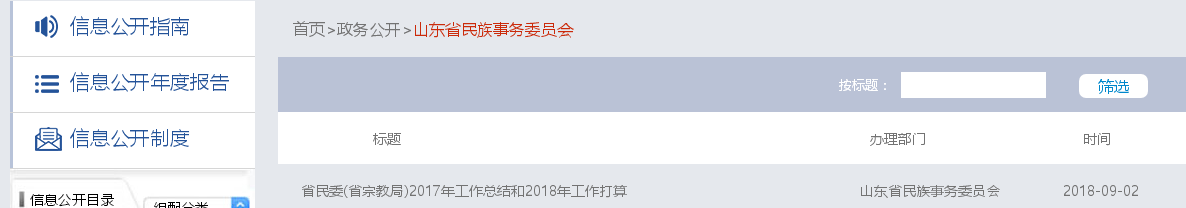 信息公开指南
信息公开年度报告
信息公开制度
信息公开目录
组配分类
首页>政务公开>山东省民族事务委员会
按标题：
筛选
标题 办理部门 时间
省民委(省宗教局)2017年工作总结和2018年工作打算 山东省民族事务委员会 2018-09-02